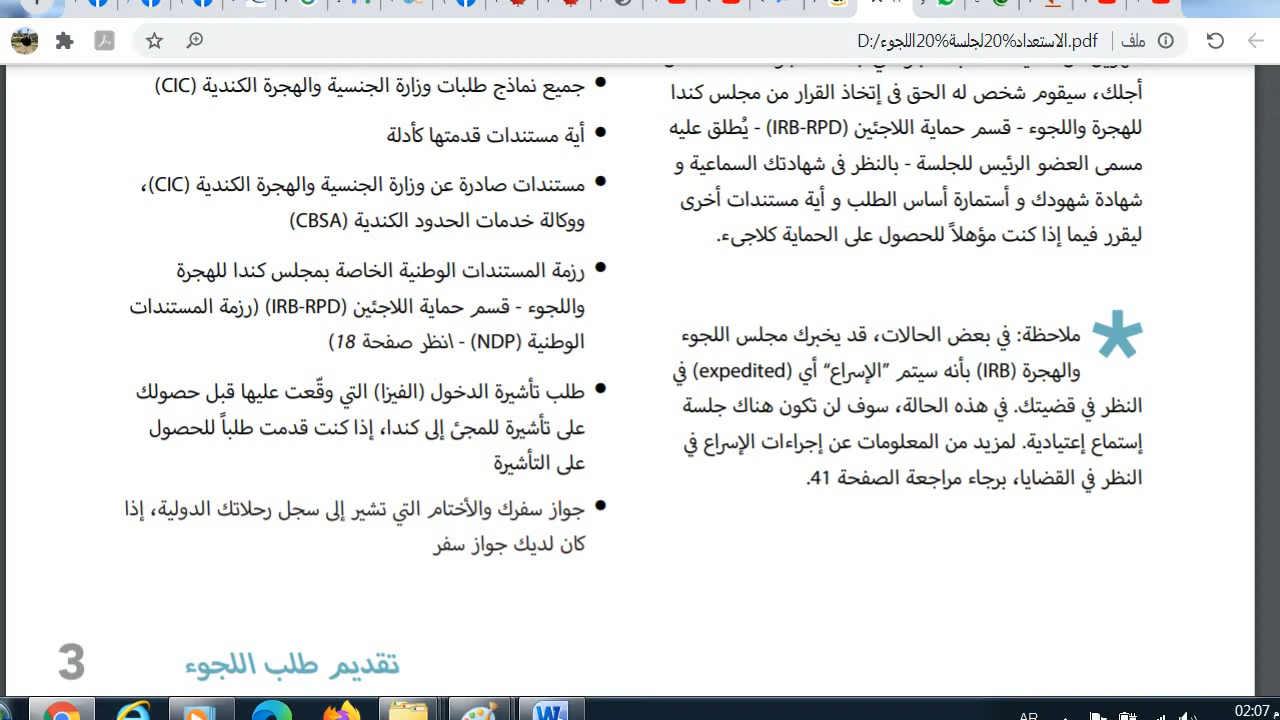 D:/الاستعداد%20لجلسة%20اللجوء.pdf
ملف
أجلك، سيقوم شخص له الحق فى إتخاذ القرار من مجلس كندا
للهجرة واللجوء - قسم حماية اللاجئين (IRB-RPD) - يُطلق عليه
مسمى العضو الرئيس للجلسة - بالنظر فى شهادتك السماعية و
شهادة شهودك و أستمارة أساس الطلب و أية مستندات أخرى
ليقرر فيما إذا كنت مؤهلاً للحصول على الحماية كلاجىء.
ملاحظة: في بعض الحالات، قد يخبرك مجلس اللجوء
والهجرة (IRB) بأنه سيتم ”الإسراع“ أي (expedited) في
النظر في قضيتك. في هذه الحالة، سوف لن تكون هناك جلسة
إستماع إعتيادية. لمزيد من المعلومات عن إجراءات الإسراع في
النظر في القضايا، برجاء مراجعة الصفحة 41.
● جميع نماذج طلبات وزارة الجنسية والهجرة الكندية (CIC)
● أية مستندات قدمتها كأدلة
● مستندات صادرة عن وزارة الجنسية والهجرة الكندية (CIC)،
ووكالة خدمات الحدود الكندية (CBSA)
● رزمة المستندات الوطنية الخاصة بمجلس كندا للهجرة
واللجوء - قسم حماية اللاجئين (IRB-RPD) (رزمة المستندات
الوطنية (NDP) - انظر صفحة 18)
● طلب تأشيرة الدخول (الفيزا) التي وقّعت عليها قبل حصولك
على تأشيرة للمجئ إلى كندا، إذا كنت قدمت طلباً للحصول
على التأشيرة
● جواز سفرك والأختام التي تشير إلى سجل رحلاتك الدولية، إذا
كان لديك جواز سفر
تقديم طلب اللجوء
3
AR
02:07